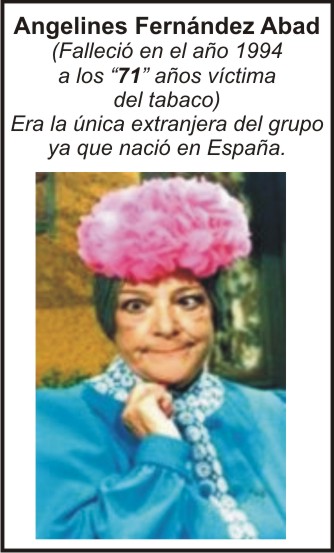 Angelines Fernández Abad
(Falleció en el año 1994
a los “71” años víctima
del tabaco)
Era la única extranjera del grupo
ya que nació en España.